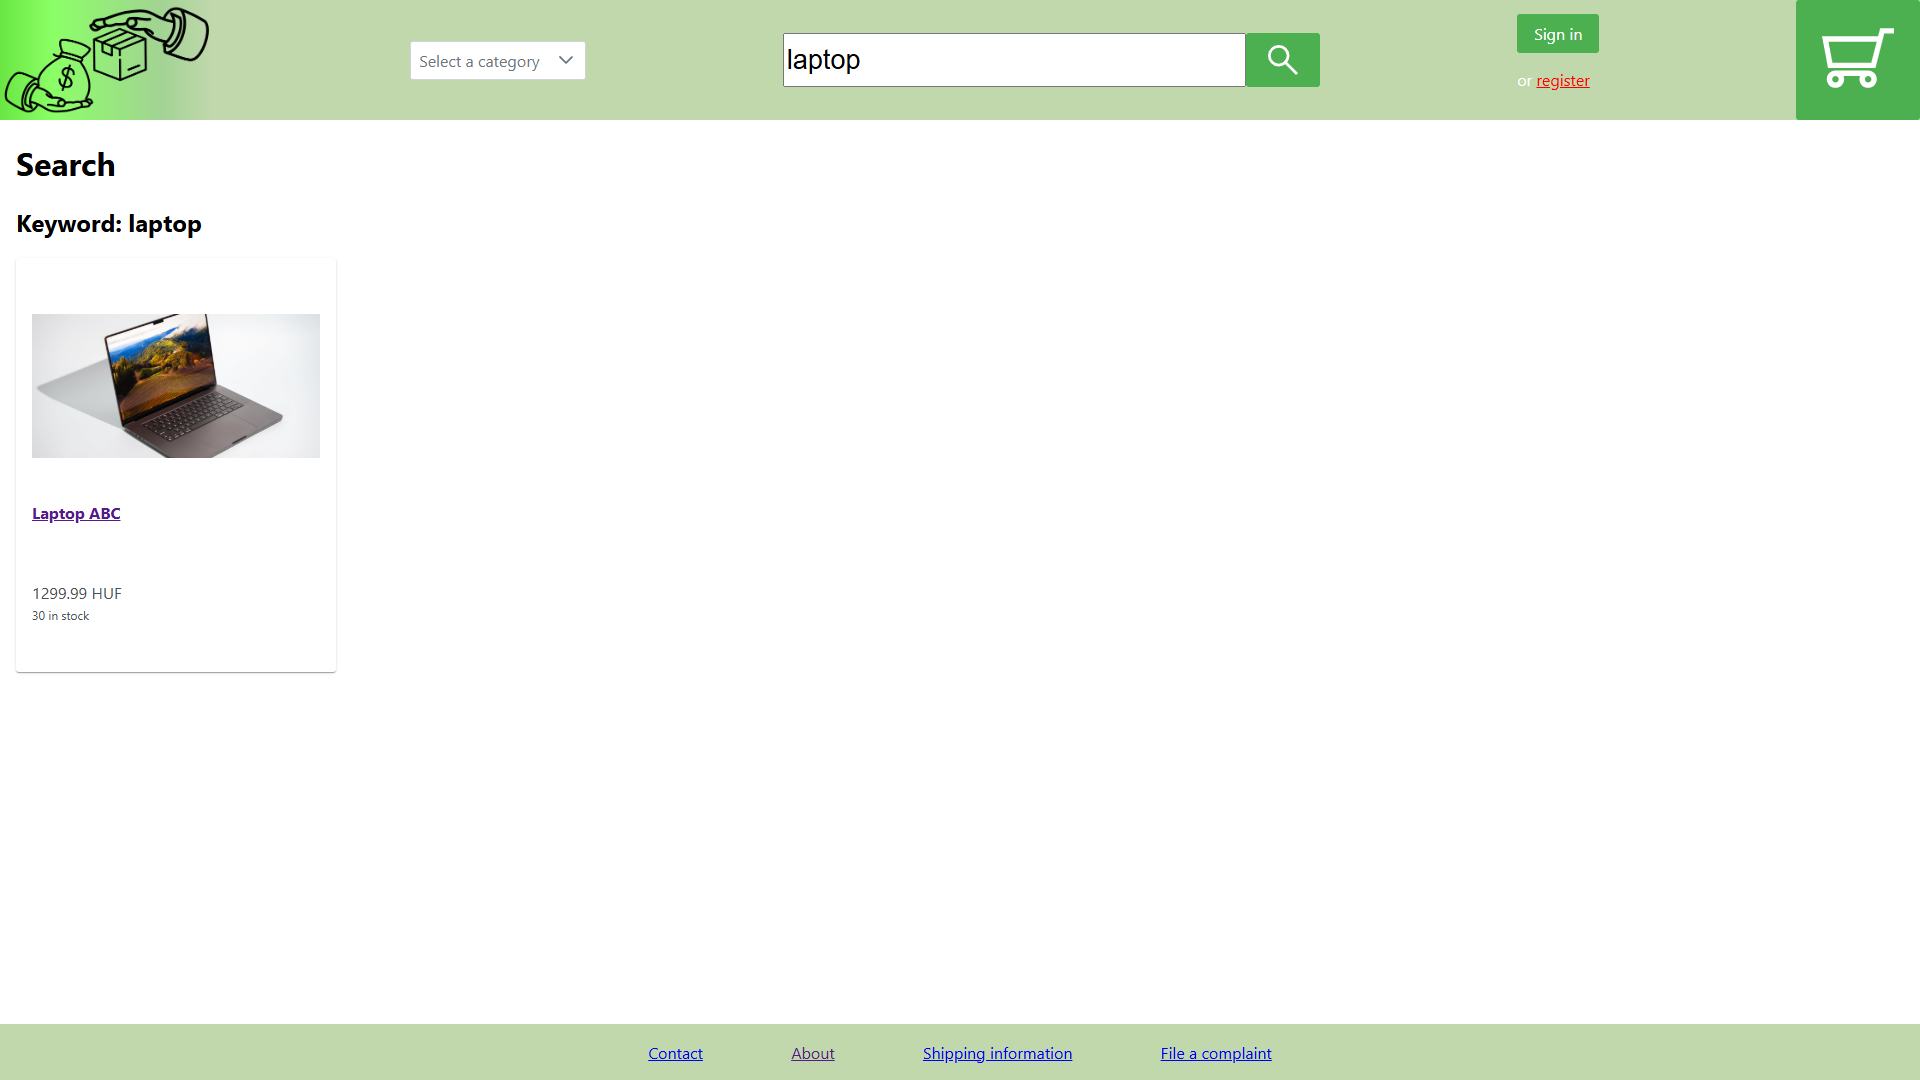 Select a category
laptop
Sign in
or register
Search
Keyword: laptop
Laptop ABC
1299.99 HUF
30 in stock
Contact
About
Shipping information
File a complaint